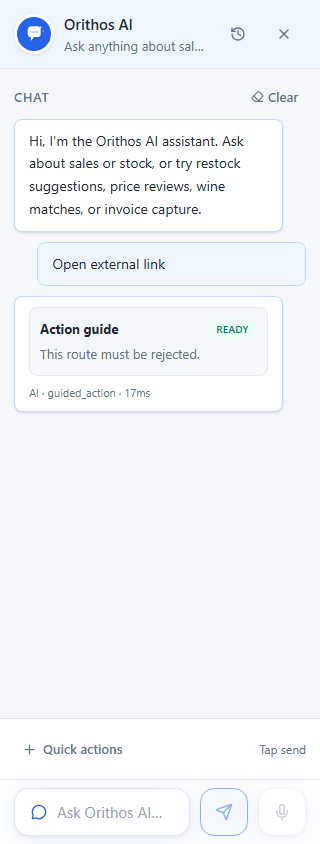 Orithos AI
Ask anything about sal...
CHAT
Clear
Hi, I'm the Orithos AI assistant. Ask
about sales or stock, or try restock
suggestions, price reviews, wine
matches, or invoice capture.
Open external link
Action guide
READY
This route must be rejected.
AI · guided_action · 17ms
Quick actions
Tap send
Ask Orithos AI...